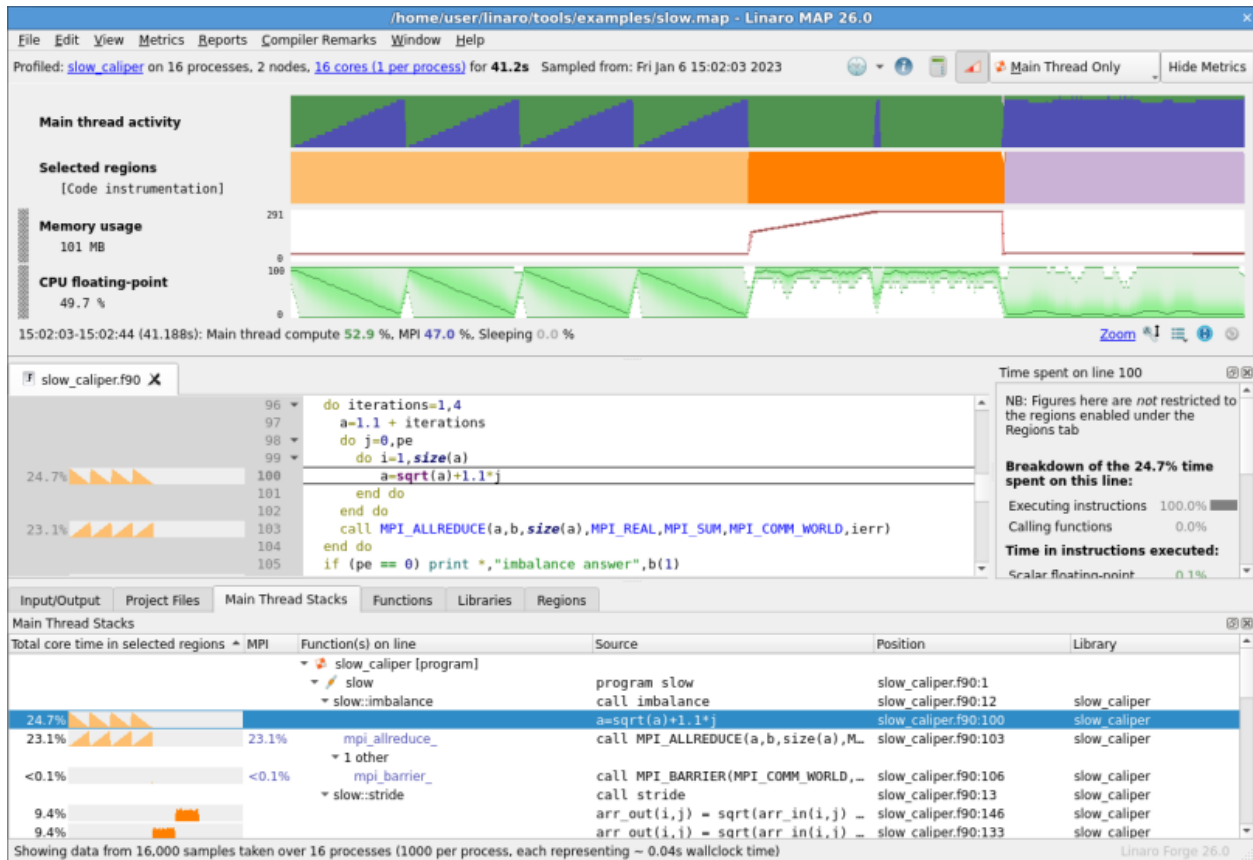 /home/user/linaro/tools/examples/slow.map - Linaro MAP 26.0
File Edit View Metrics Reports Compiler Remarks Window Help
Profiled: slow_caliper on 16 processes, 2 nodes, 16 cores (1 per process) for 41.2s Sampled from: Fri Jan 6 15:02:03 2023 Main Thread Only Hide Metrics
Main thread activity
Selected regions
[Code instrumentation]
291
Memory usage
101 MB
0
100
CPU floating-point
49.7 %
0
15:02:03-15:02:44 (41.188s): Main thread compute 52.9 %, MPI 47.0 %, Sleeping 0.0 % Zoom
slow_caliper.f90
96 do iterations=1,4
97 a=1.1 + iterations
98 do j=0,pe
99 do i=1,size(a)
24.7% 100 a=sqrt(a)+1.1*j
101 end do
102 end do
23.1% 103 call MPI_ALLREDUCE(a,b,size(a),MPI_REAL,MPI_SUM,MPI_COMM_WORLD,ierr)
104 end do
105 if (pe == 0) print *,"imbalance answer",b(1)
Time spent on line 100
NB: Figures here are not restricted to
the regions enabled under the
Regions tab
Breakdown of the 24.7% time
spent on this line:
Executing instructions 100.0%
Calling functions 0.0%
Time in instructions executed:
Scalar floating-point 0.1%
Input/Output Project Files Main Thread Stacks Functions Libraries Regions
Main Thread Stacks
Total core time in selected regions MPI Function(s) on line Source Position Library
slow_caliper [program]
slow program slow slow_caliper.f90:1
slow::imbalance call imbalance slow_caliper.f90:12 slow_caliper
24.7% a=sqrt(a)+1.1*j slow_caliper.f90:100 slow_caliper
23.1% 23.1% mpi_allreduce_ call MPI_ALLREDUCE(a,b,size(a),M… slow_caliper.f90:103 slow_caliper
1 other
<0.1% <0.1% mpi_barrier_ call MPI_BARRIER(MPI_COMM_WORLD,… slow_caliper.f90:106 slow_caliper
slow::stride call stride slow_caliper.f90:13 slow_caliper
9.4% arr_out(i,j) = sqrt(arr_in(i,j) … slow_caliper.f90:146 slow_caliper
9.4% arr_out(i,j) = sqrt(arr_in(i,j) … slow_caliper.f90:133 slow_caliper
Showing data from 16,000 samples taken over 16 processes (1000 per process, each representing ~ 0.04s wallclock time) Linaro Forge 26.0